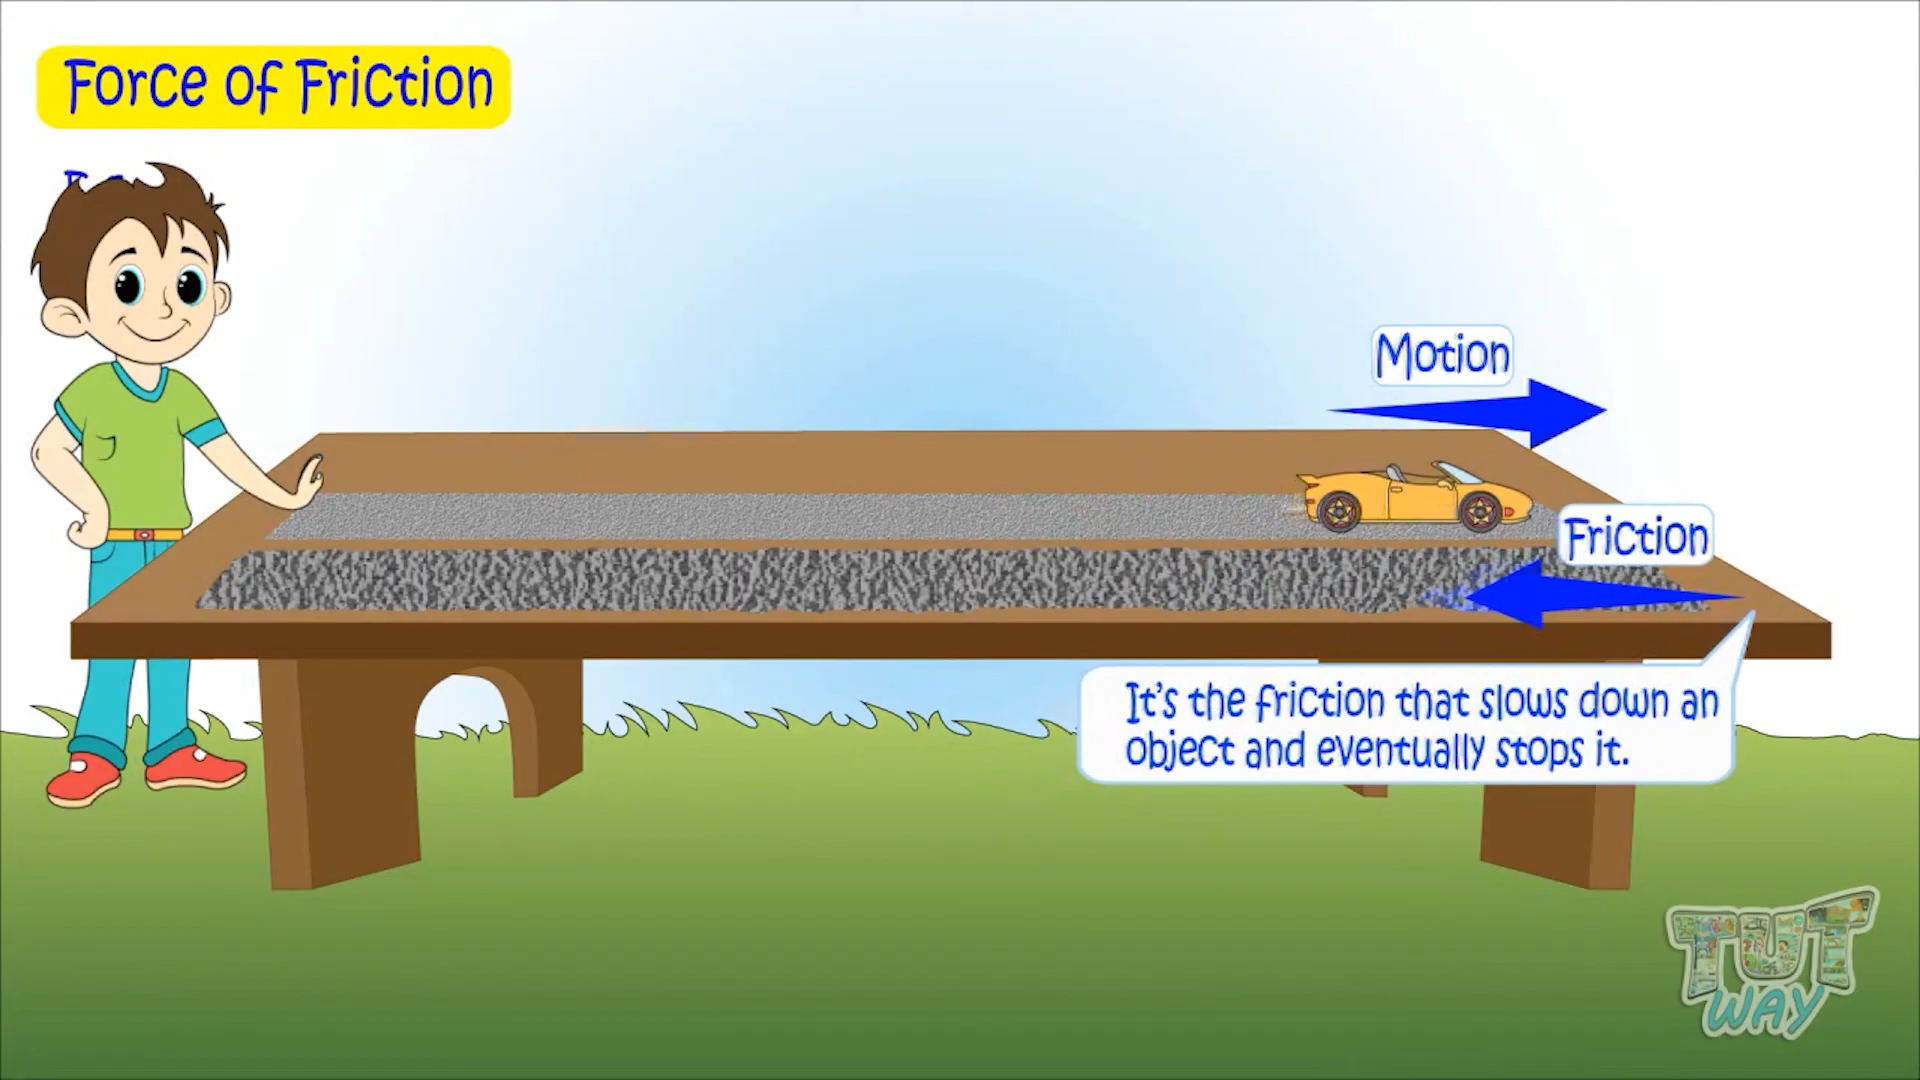 Force of Friction
Motion
Friction
It's the friction that slows down an
object and eventually stops it.
TUT
WAY